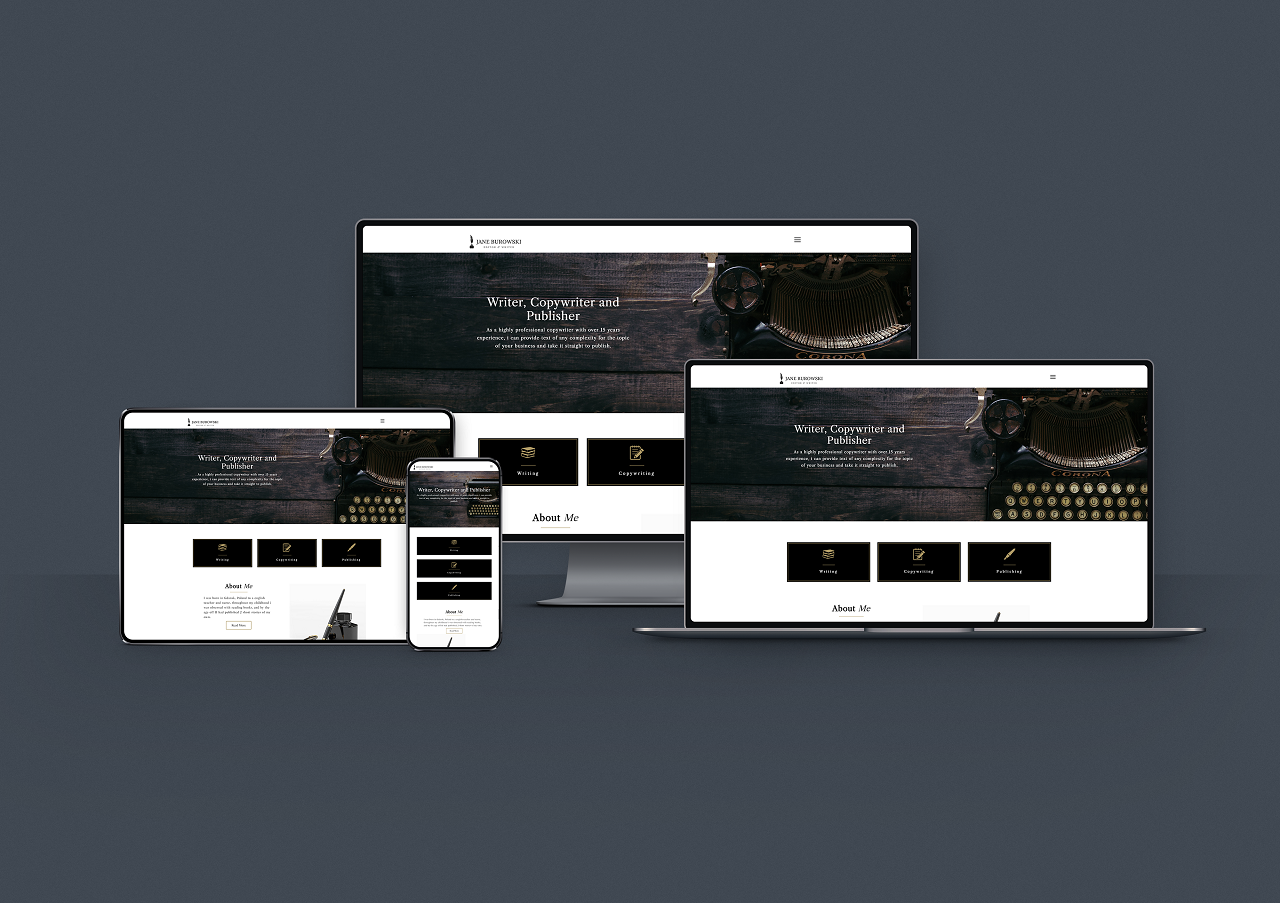 JANE BUROWSKI
Writer, Copywriter and
Publisher
As a highly professional copywriter with over 15 years
experience, i can provide text of any complexity for the topic
of your business and take it straight to publish.
CORONA
Writing
Copywriting
About Me
JANE BUROWSKI
Writer, Copywriter and
Publisher
As a highly professional copywriter with over 15 years
experience, i can provide text of any complexity for the topic
of your business and take it straight to publish
CORONA
Writing
Copywriting
Publishing
About Me
JANE BUROWSKI
Writer, Copywriter and
Publisher
As a highly professional copywriter with over 15 years
experience, i can provide text of any complexity for the topic
of your business and take it straight to publish
Writing
Copywriting
Publishing
About Me
Read More
Writer, Copywriter and Publisher
Writing
Copywriting
Publishing
About Me